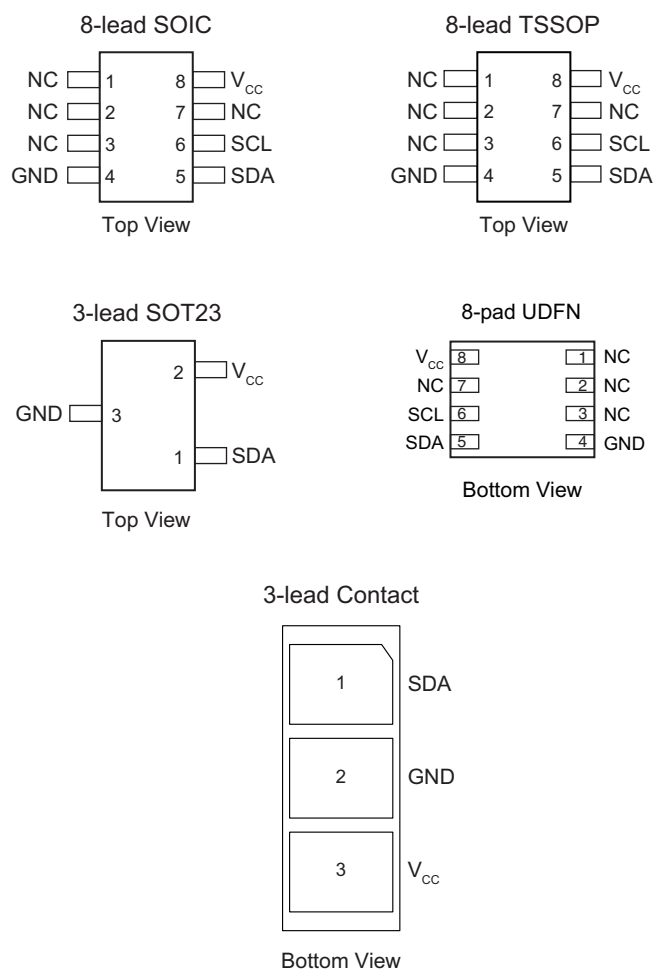 8-lead SOIC
NC 1 8 VCC
NC 2 7 NC
NC 3 6 SCL
GND 4 5 SDA
Top View
8-lead TSSOP
NC 1 8 VCC
NC 2 7 NC
NC 3 6 SCL
GND 4 5 SDA
Top View
3-lead SOT23
2 VCC
GND 3
1 SDA
Top View
8-pad UDFN
VCC 8 1 NC
NC 7 2 NC
SCL 6 3 NC
SDA 5 4 GND
Bottom View
3-lead Contact
1 SDA
2 GND
3 VCC
Bottom View